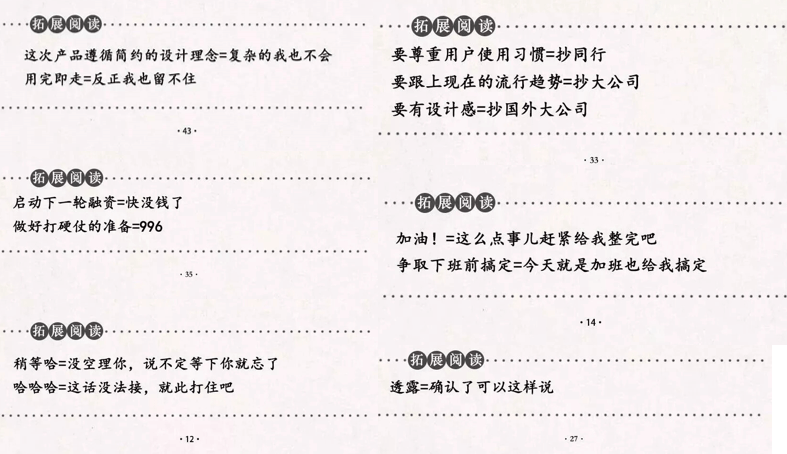 拓展阅读
这次产品遵循简约的设计理念=复杂的我也不会
用完即走=反正我也留不住
·43·
拓展阅读
启动下一轮融资=快没钱了
做好打硬仗的准备=996
·35·
拓展阅读
稍等哈=没空理你，说不定等下你就忘了
哈哈哈=这话没法接，就此打住吧
·12·
拓展阅读
要尊重用户使用习惯=抄同行
要跟上现在的流行趋势=抄大公司
要有设计感=抄国外大公司
·33·
拓展阅读
加油！=这么点事儿赶紧给我整完吧
争取下班前搞定=今天就是加班也给我搞定
·14·
拓展阅读
透露=确认了可以这样说
·27·